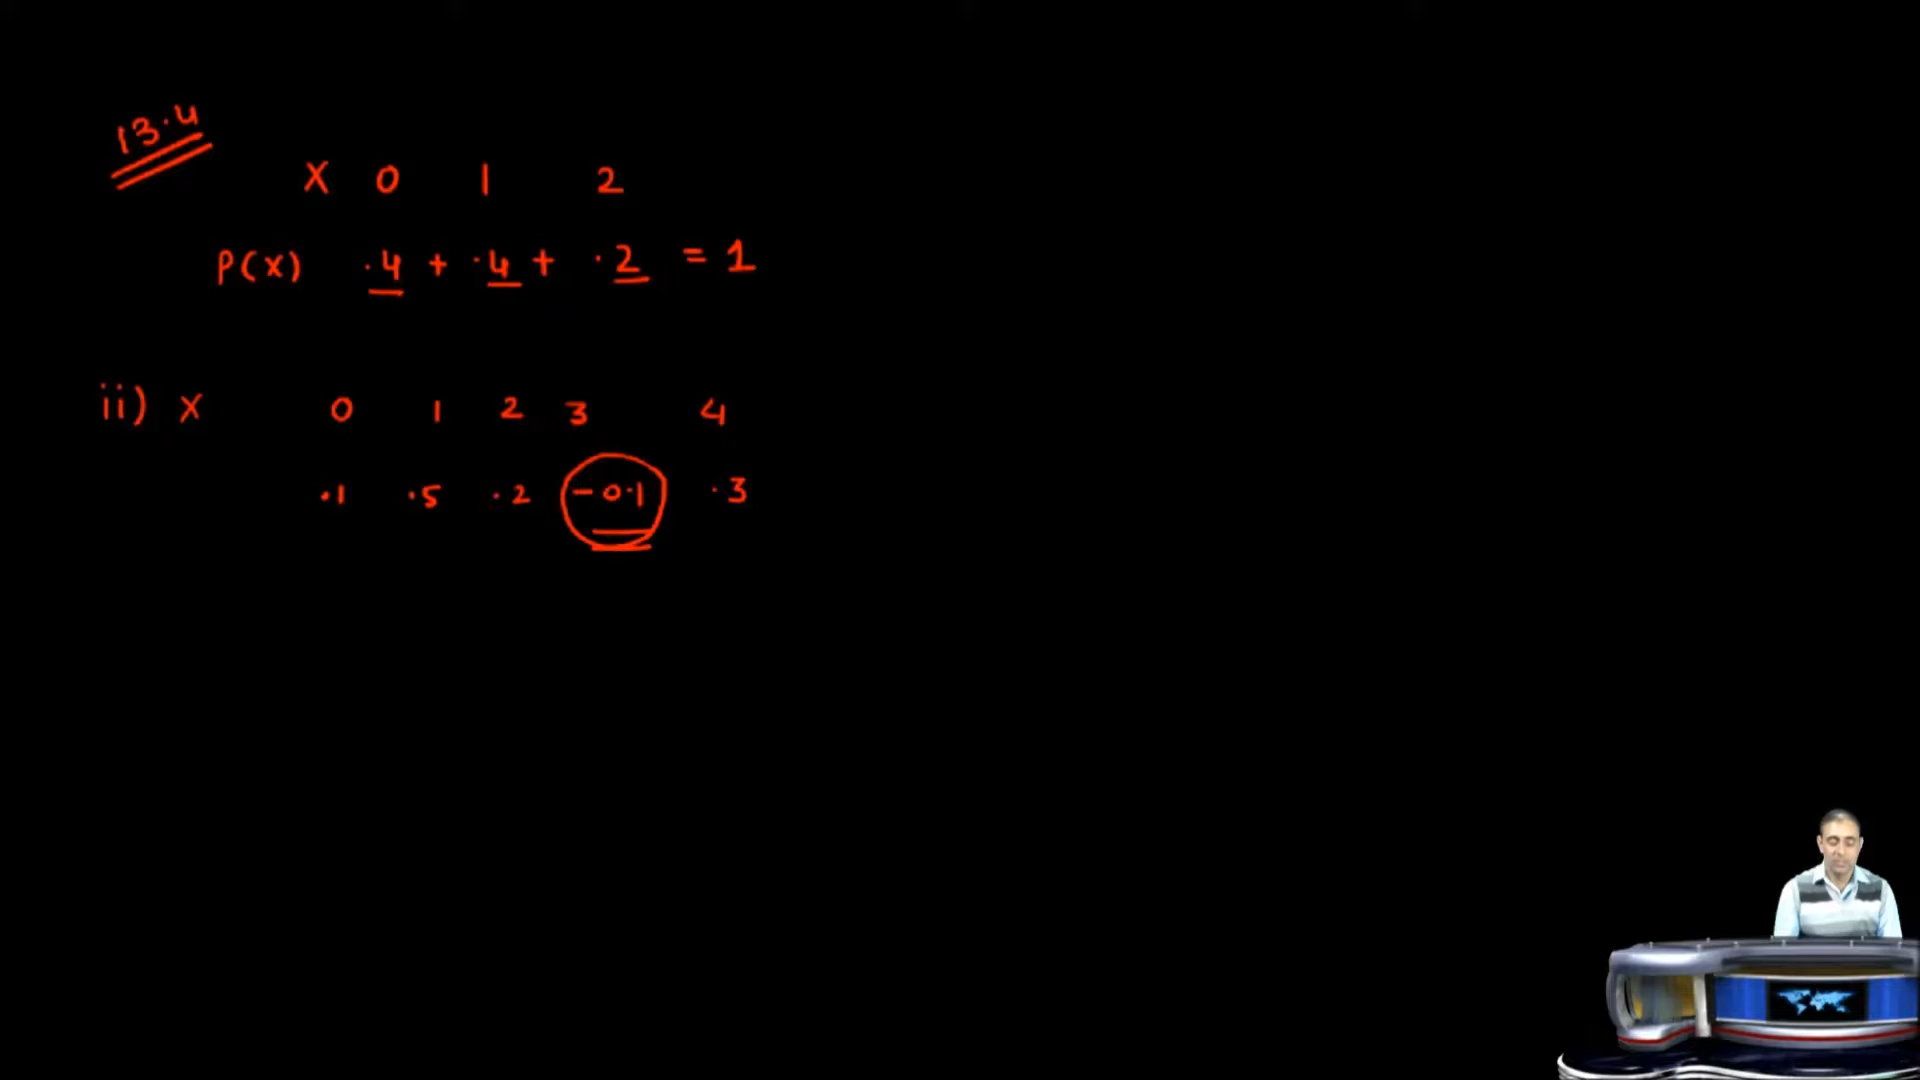 13.4
X 0 1 2
P(X) .4 + .4 + .2 = 1
ii) X 0 1 2 3 4
.1 .5 .2 -0.1 .3